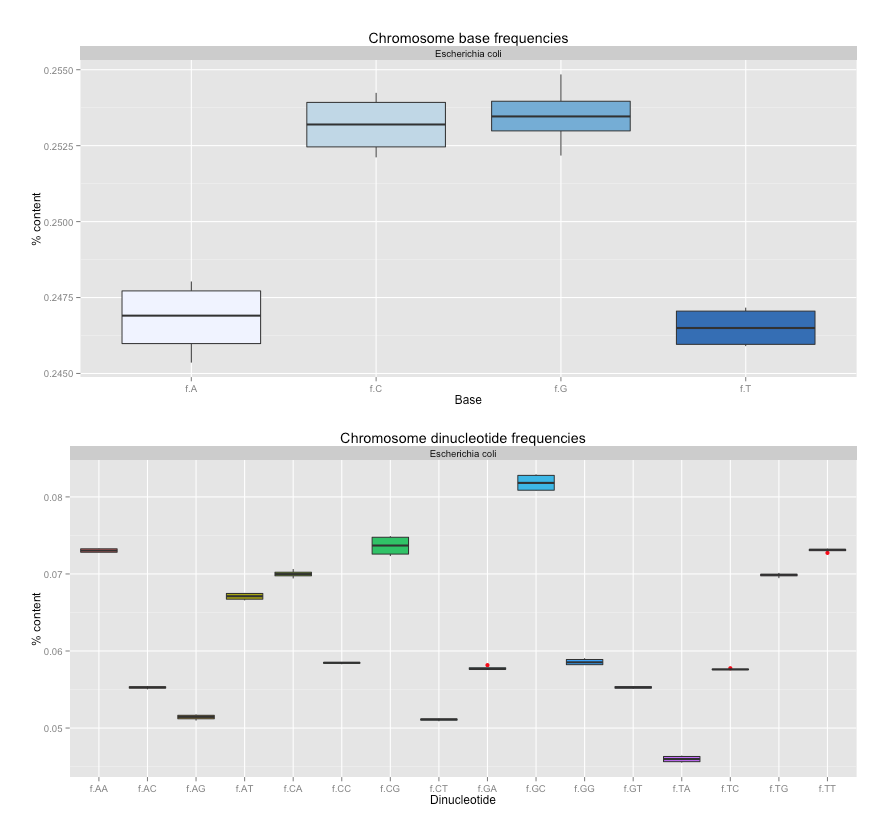 Chromosome base frequencies
Escherichia coli
0.2550
0.2525
0.2500
0.2475
0.2450
% content
f.A f.C f.G f.T
Base
Chromosome dinucleotide frequencies
Escherichia coli
0.08
0.07
0.06
0.05
% content
f.AA f.AC f.AG f.AT f.CA f.CC f.CG f.CT f.GA f.GC f.GG f.GT f.TA f.TC f.TG f.TT
Dinucleotide